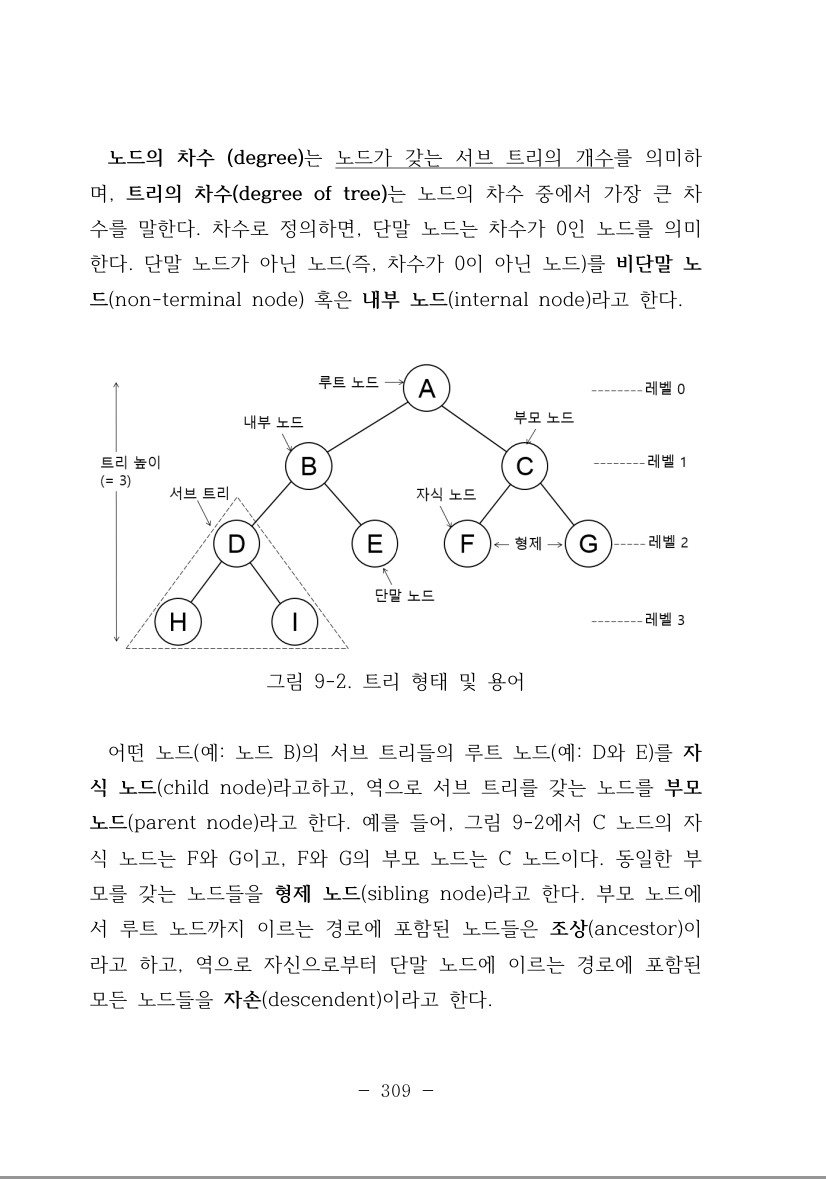 노드의 차수 (degree)는 노드가 갖는 서브 트리의 개수를 의미하
며, 트리의 차수(degree of tree)는 노드의 차수 중에서 가장 큰 차
수를 말한다. 차수로 정의하면, 단말 노드는 차수가 0인 노드를 의미
한다. 단말 노드가 아닌 노드(즉, 차수가 0이 아닌 노드)를 비단말 노
드(non-terminal node) 혹은 내부 노드(internal node)라고 한다.
루트 노드
A
레벨 0
내부 노드
부모 노드
트리 높이
(= 3)
B
C
레벨 1
서브 트리
자식 노드
D
E
F
형제
G
레벨 2
단말 노드
H
I
레벨 3
그림 9-2. 트리 형태 및 용어
어떤 노드(예: 노드 B)의 서브 트리들의 루트 노드(예: D와 E)를 자
식 노드(child node)라고하고, 역으로 서브 트리를 갖는 노드를 부모
노드(parent node)라고 한다. 예를 들어, 그림 9-2에서 C 노드의 자
식 노드는 F와 G이고, F와 G의 부모 노드는 C 노드이다. 동일한 부
모를 갖는 노드들을 형제 노드(sibling node)라고 한다. 부모 노드에
서 루트 노드까지 이르는 경로에 포함된 노드들은 조상(ancestor)이
라고 하고, 역으로 자신으로부터 단말 노드에 이르는 경로에 포함된
모든 노드들을 자손(descendent)이라고 한다.
- 309 -